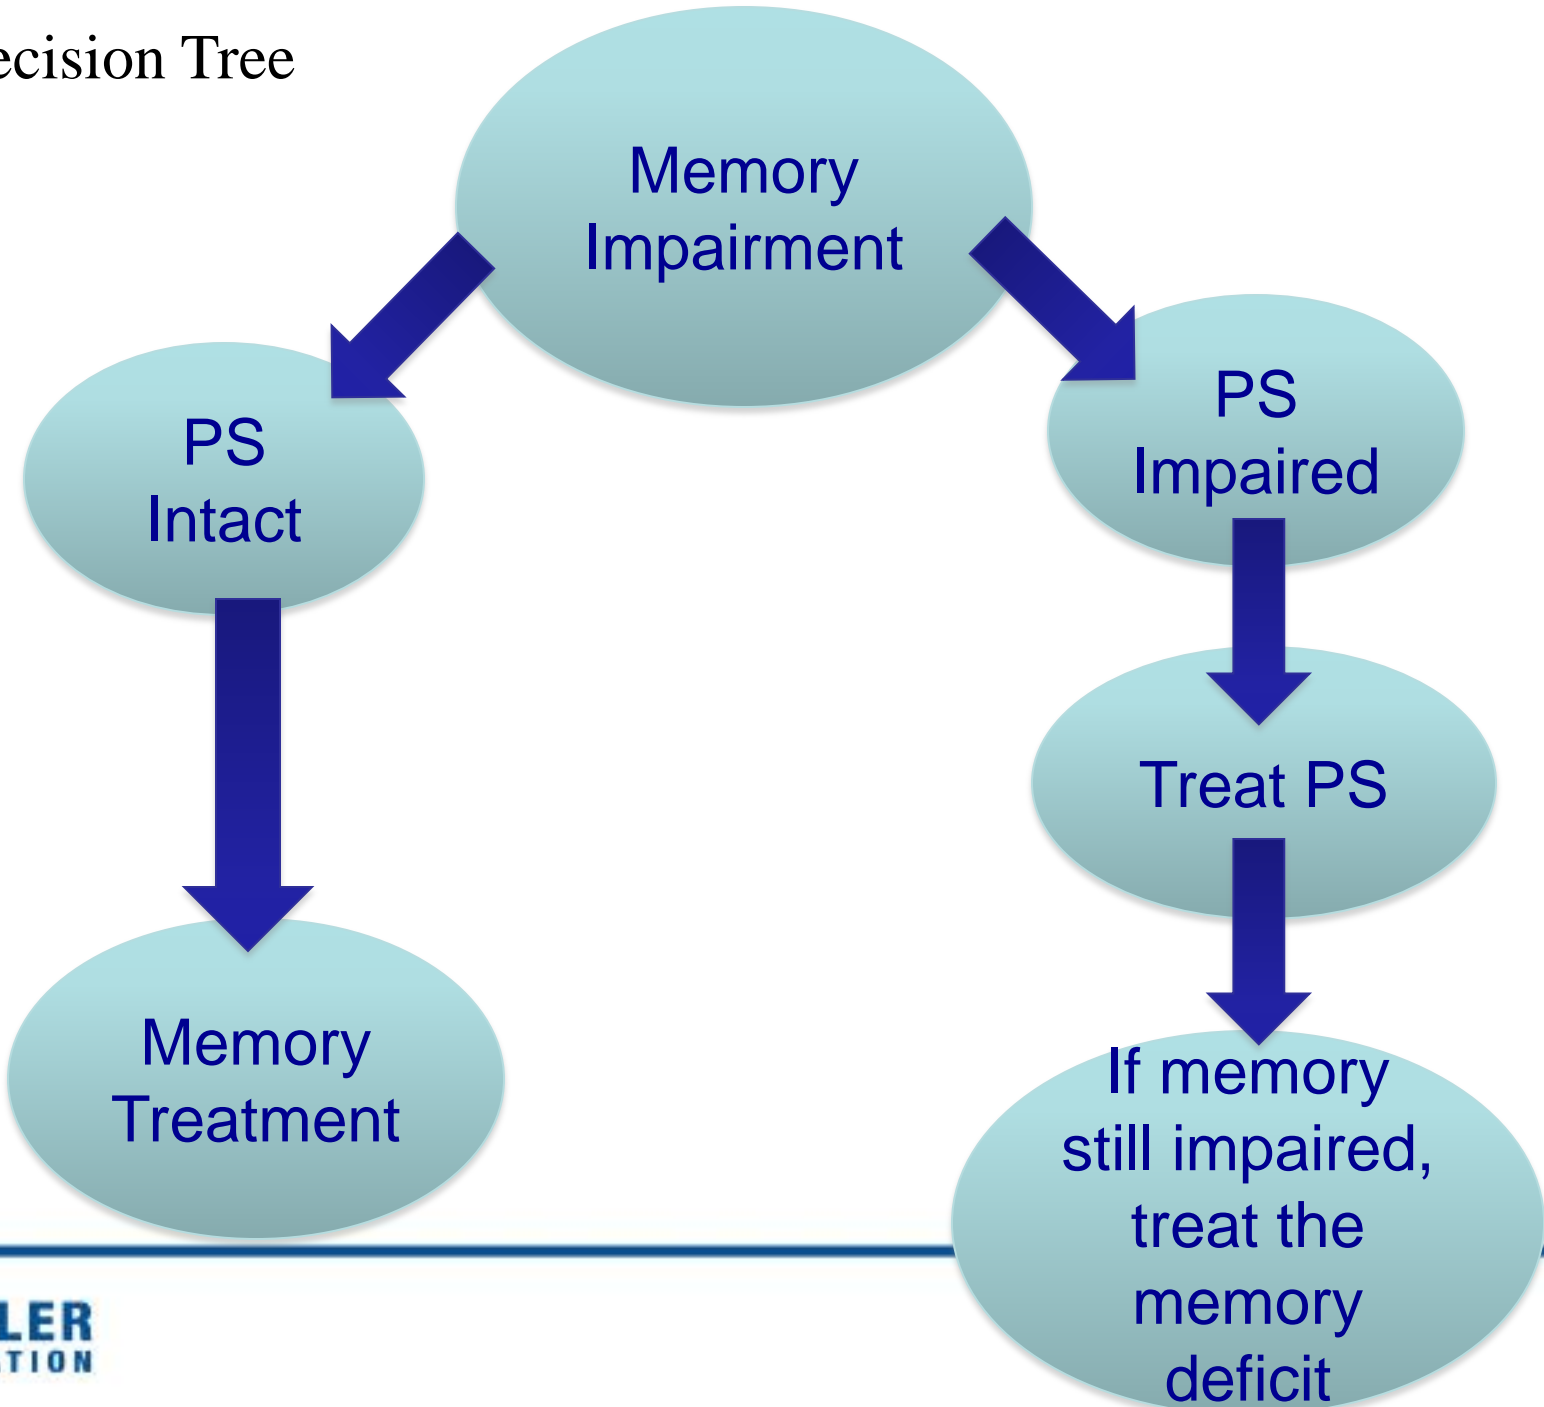 ecision Tree
Memory
Impairment
PS
Intact
PS
Impaired
Treat PS
Memory
Treatment
If memory
still impaired,
treat the
memory
deficit
LER
ATION